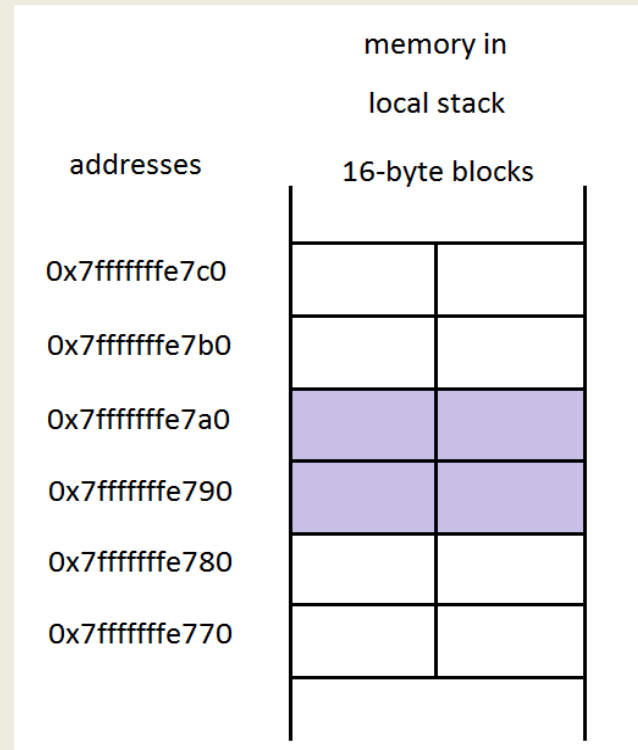 memory in
local stack
addresses
16-byte blocks
0x7fffffffe7c0
0x7fffffffe7b0
0x7fffffffe7a0
0x7fffffffe790
0x7fffffffe780
0x7fffffffe770